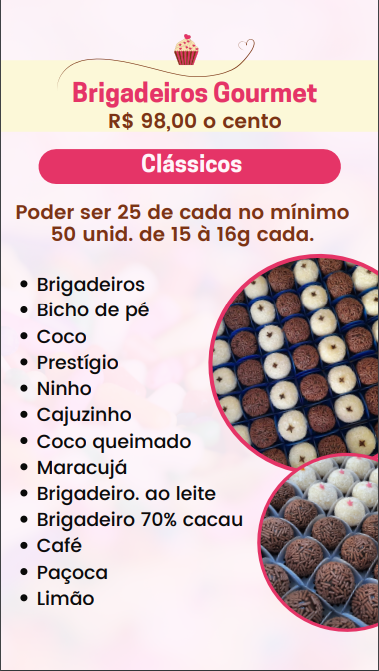 Brigadeiros Gourmet
R$ 98,00 o cento
Clássicos
Poder ser 25 de cada no mínimo
50 unid. de 15 à 16g cada.
• Brigadeiros
• Bicho de pé
• Coco
• Prestígio
• Ninho
• Cajuzinho
• Coco queimado
• Maracujá
• Brigadeiro. ao leite
• Brigadeiro 70% cacau
• Café
• Paçoca
• Limão